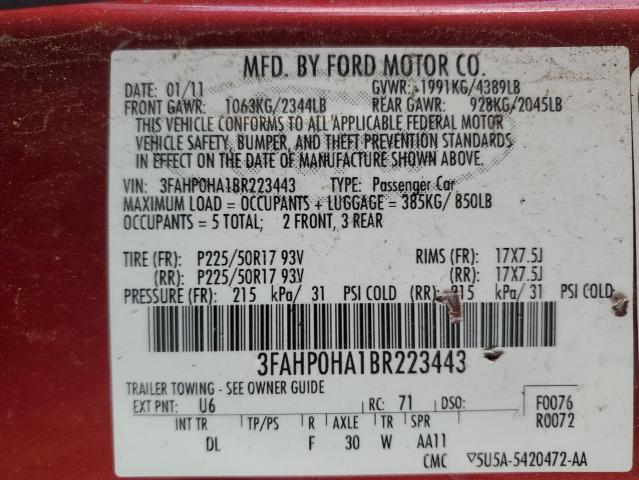 MFD. BY FORD MOTOR CO.
DATE: 01/11 GVWR: 1991KG/4389LB
FRONT GAWR: 1063KG/2344LB REAR GAWR: 928KG/2045LB
THIS VEHICLE CONFORMS TO ALL APPLICABLE FEDERAL MOTOR
VEHICLE SAFETY, BUMPER, AND THEFT PREVENTION STANDARDS
IN EFFECT ON THE DATE OF MANUFACTURE SHOWN ABOVE.
VIN: 3FAHP0HA1BR223443 TYPE: Passenger Car
MAXIMUM LOAD = OCCUPANTS + LUGGAGE = 385KG/ 850LB
OCCUPANTS = 5 TOTAL; 2 FRONT, 3 REAR
TIRE (FR): P225/50R17 93V RIMS (FR): 17X7.5J
(RR): P225/50R17 93V (RR): 17X7.5J
PRESSURE (FR): 215 kPa/ 31 PSI COLD (RR): 215 kPa/ 31 PSI COLD
3FAHP0HA1BR223443
TRAILER TOWING - SEE OWNER GUIDE
EXT PNT: U6 RC: 71 DSO: F0076
INT TR TP/PS R AXLE TR SPR R0072
DL F 30 W AA11
CMC ▽5U5A-5420472-AA